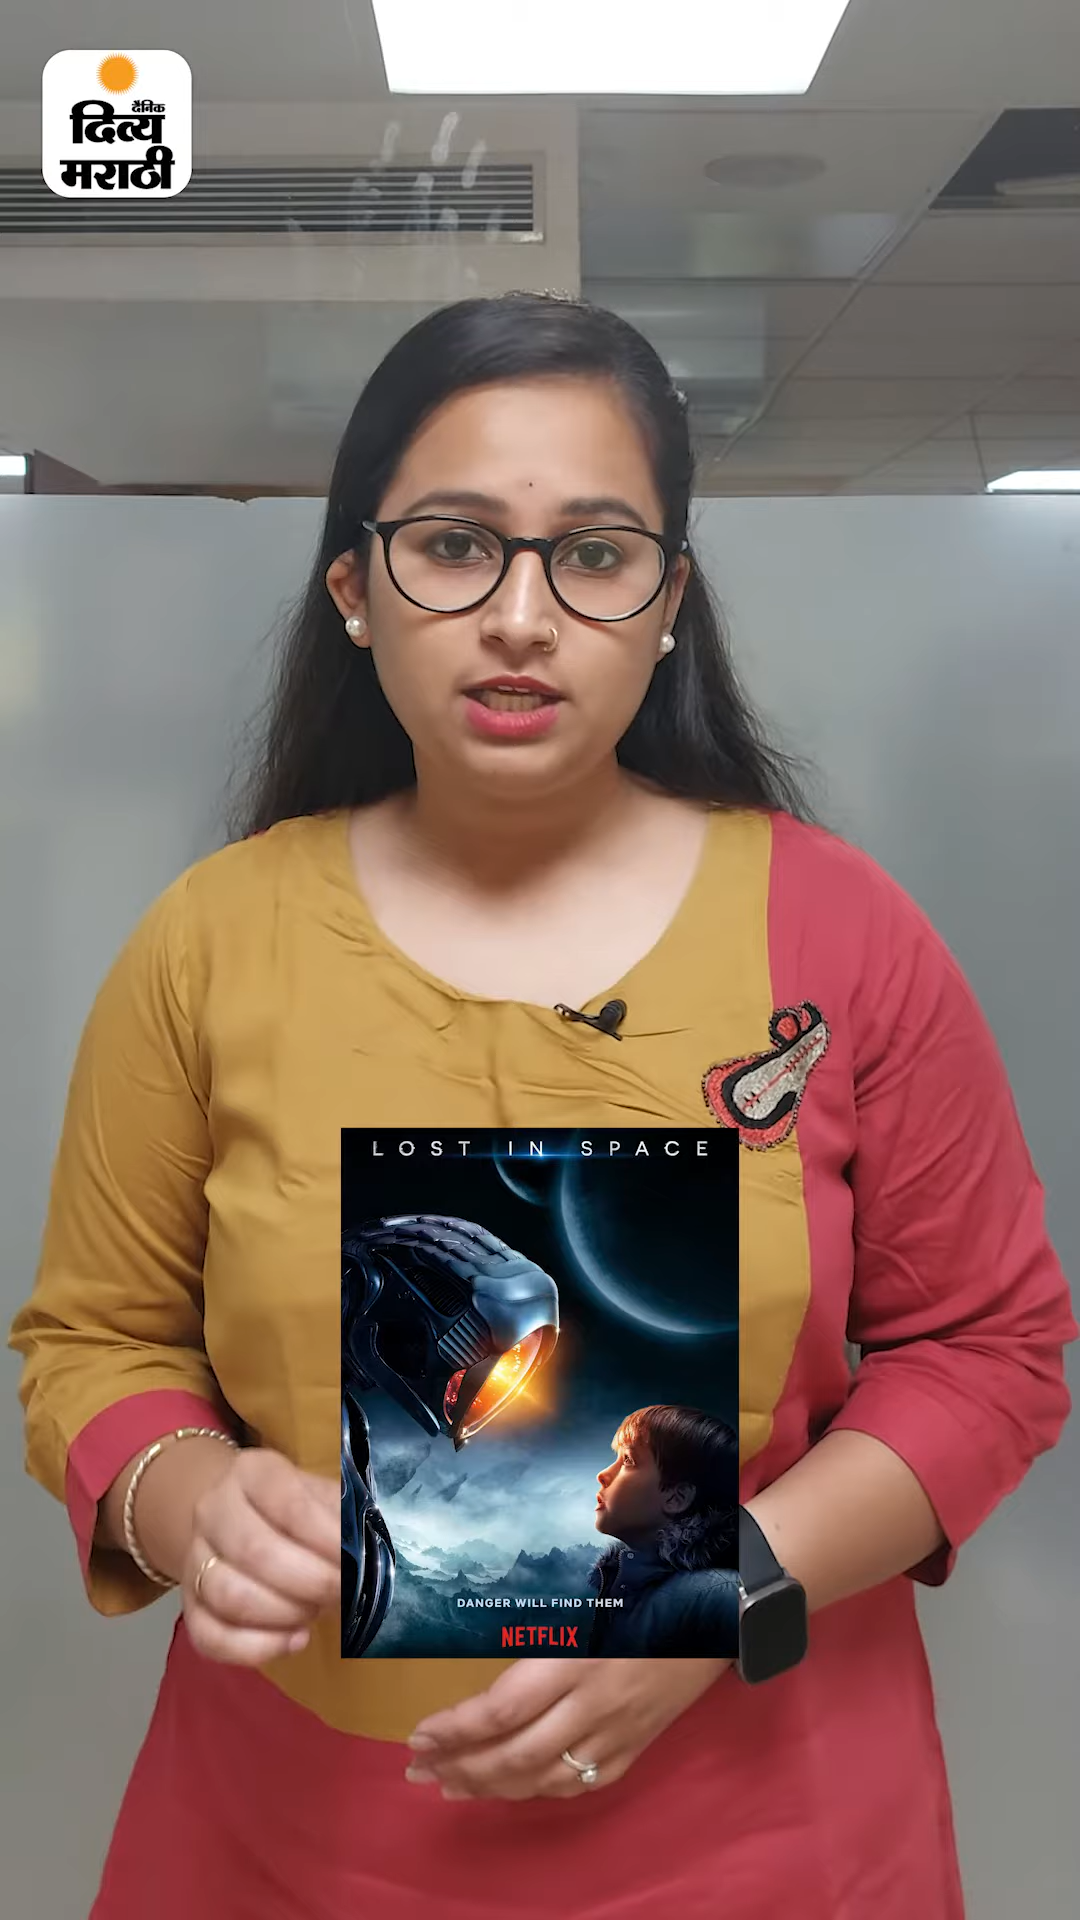 दैनिक
दिव्य
मराठी
LOST IN SPACE
DANGER WILL FIND THEM
NETFLIX